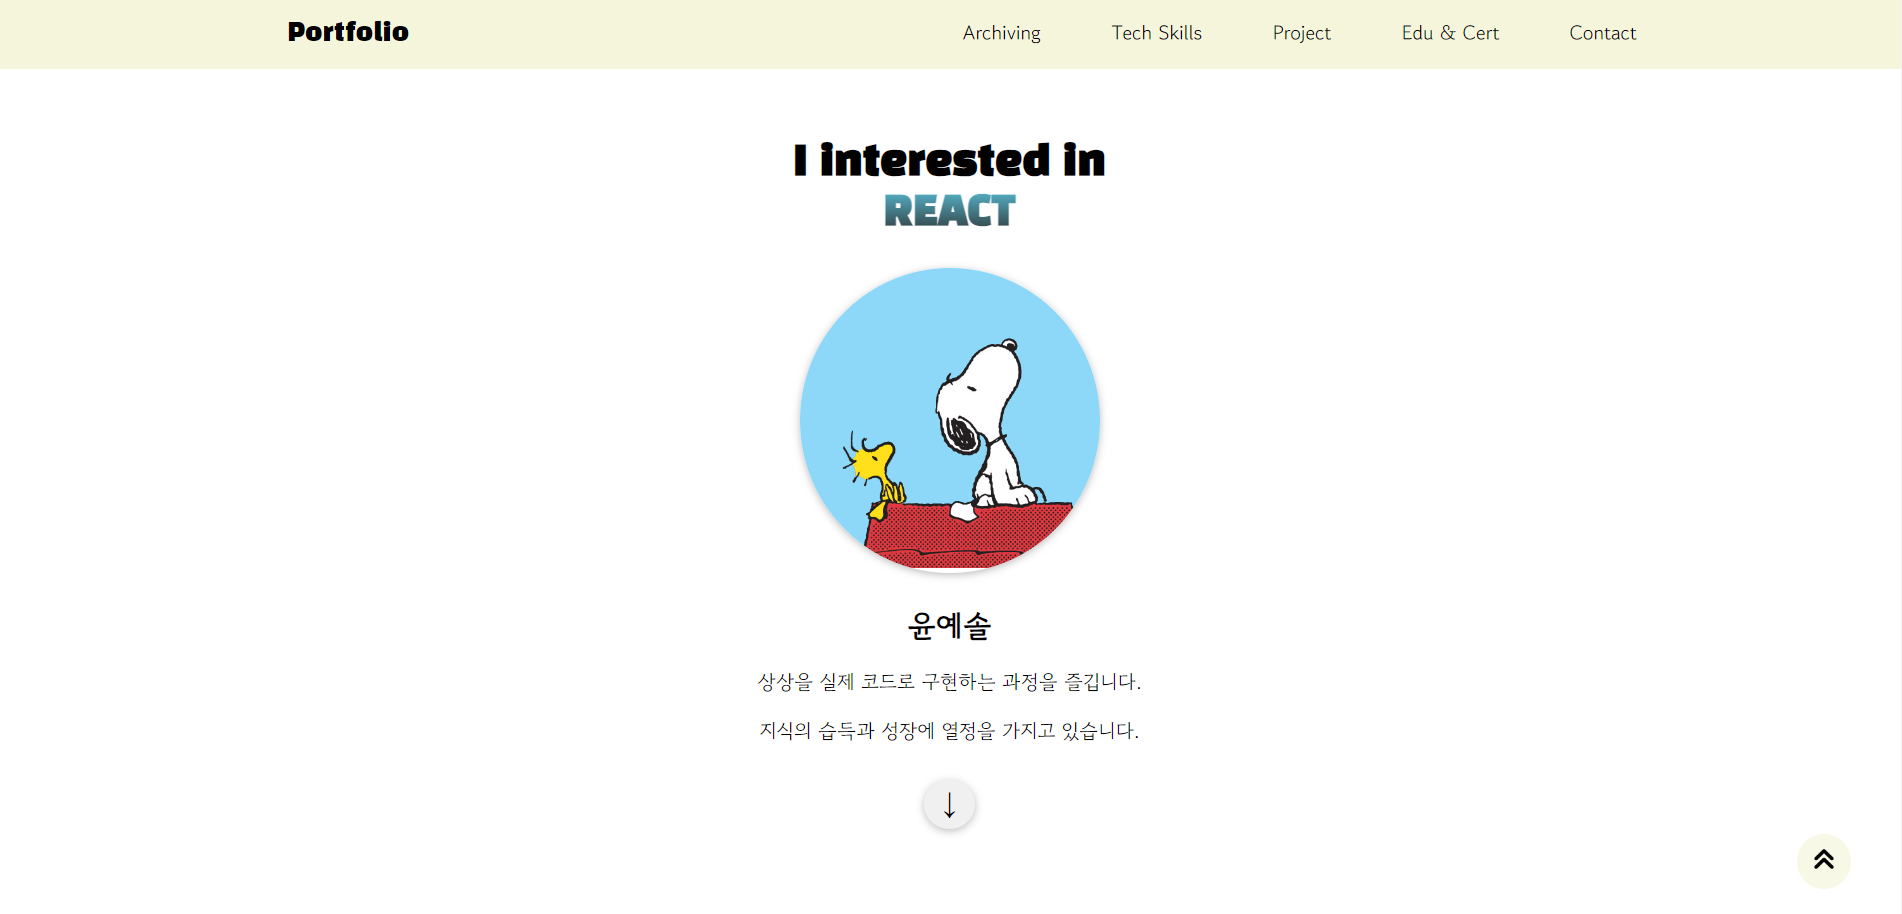 Portfolio
Archiving
Tech Skills
Project
Edu & Cert
Contact
I interested in
REACT
윤예솔
상상을 실제 코드로 구현하는 과정을 즐깁니다.
지식의 습득과 성장에 열정을 가지고 있습니다.
↓